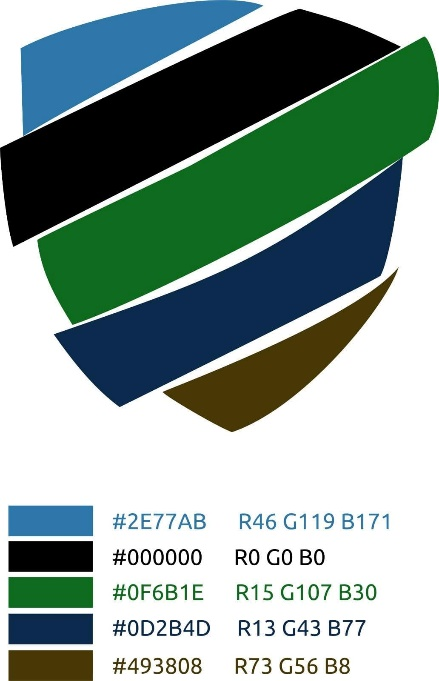 #2E77AB R46 G119 B171
#000000 R0 G0 B0
#0F6B1E R15 G107 B30
#0D2B4D R13 G43 B77
#493808 R73 G56 B8